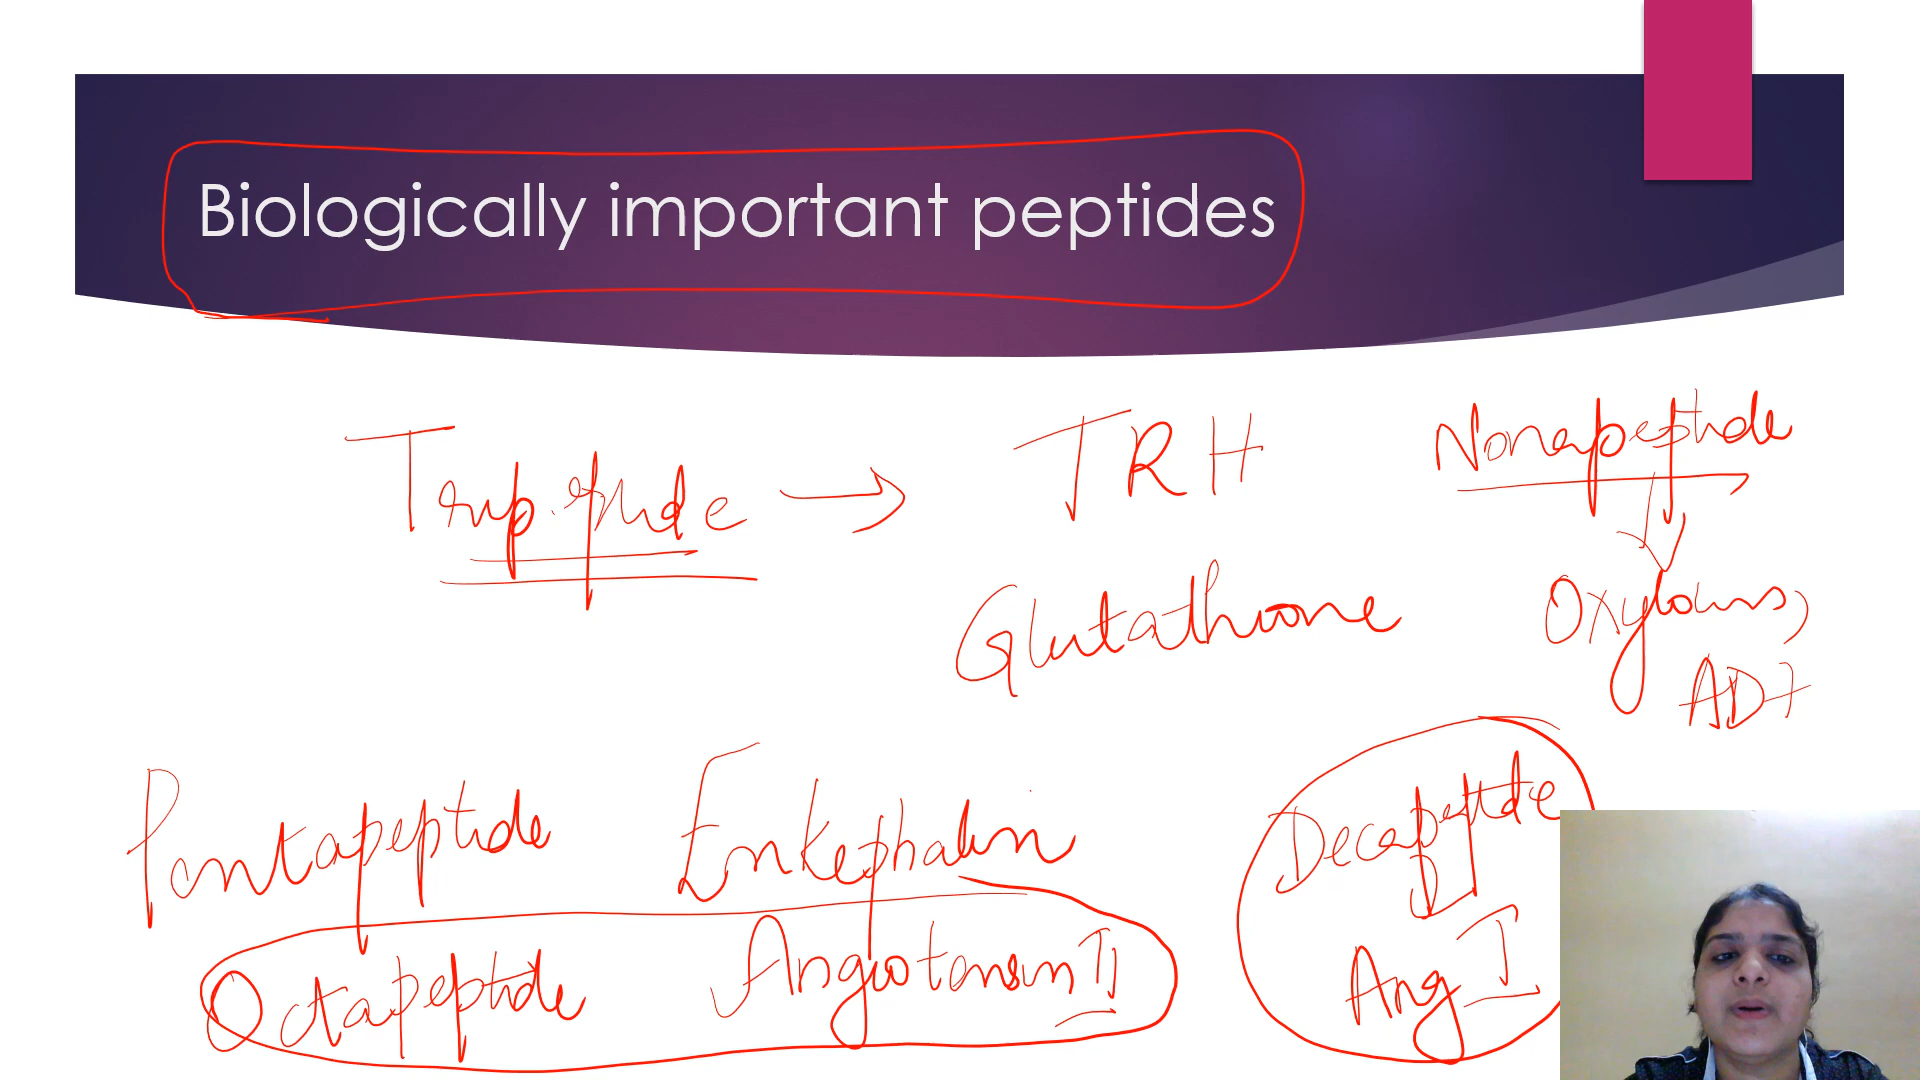 Biologically important peptides
Tripeptide → TRH
Glutathione
Nonapeptide
Oxytocin,
ADH
Pentapeptide Enkephalin
Octapeptide Angiotensin II
Decapeptide
Ang I